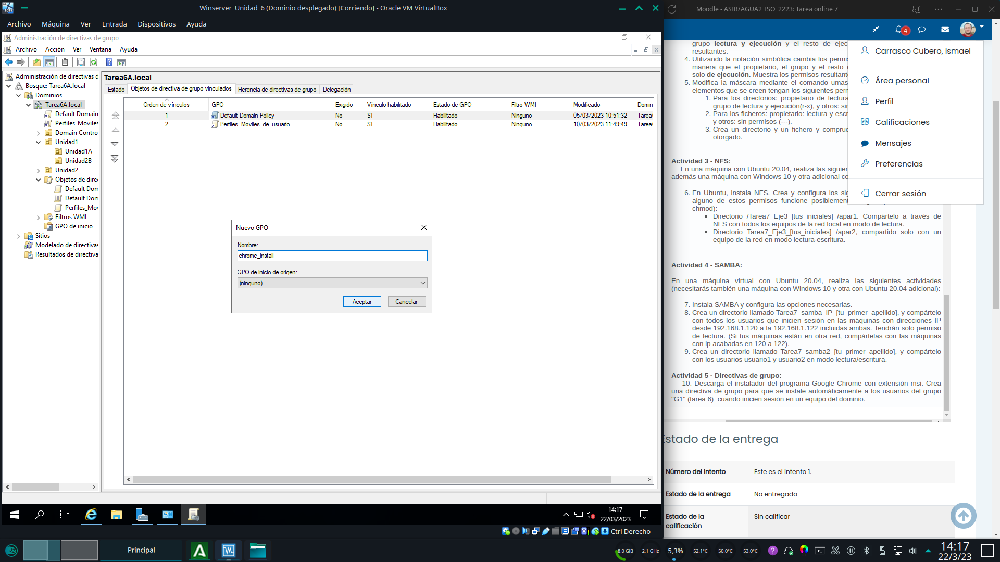 Winserver_Unidad_6 (Dominio desplegado) [Corriendo] - Oracle VM VirtualBox
Archivo Máquina Ver Entrada Dispositivos Ayuda
Administración de directivas de grupo
Archivo Acción Ver Ventana Ayuda
Administración de directivas d
Bosque: Tarea6A.local
Dominios
Tarea6A.local
Default Domain
Perfiles_Moviles
Domain Contro
Unidad1
Unidad1A
Unidad2B
Unidad2
Objetos de direc
Default Dom
Default Dom
Perfiles_Mov
Filtros WMI
GPO de inicio
Sitios
Modelado de directivas
Resultados de directiva
Tarea6A.local
Estado Objetos de directiva de grupo vinculados Herencia de directivas de grupo Delegación
Orden de vínculos GPO Exigido Vínculo habilitado Estado de GPO Filtro WMI Modificado Domin
1 Default Domain Policy No Sí Habilitado Ninguno 05/03/2023 10:51:32 Tarea
2 Perfiles_Moviles_de_usuario No Sí Habilitado Ninguno 10/03/2023 11:49:49 Tarea
Nuevo GPO
Nombre:
chrome_install
GPO de inicio de origen:
(ninguno)
Aceptar Cancelar
14:17
22/03/2023
Ctrl Derecho
Moodle - ASIR/AGUA2_ISO_2223: Tarea online 7
4
Carrasco Cubero, Ismael
Área personal
Perfil
Calificaciones
Mensajes
Preferencias
Cerrar sesión
grupo lectura y ejecución y el resto de ejec
resultantes.
4. Utilizando la notación simbólica cambia los permis
manera que el propietario, el grupo y el resto
solo de ejecución. Muestra los permisos resultant
5. Modifica la máscara mediante el comando umas
elementos que se creen tengan los siguientes perm
1. Para los directorios: propietario de lectura
grupo de lectura y ejecución(r-x), y otros: sin
2. Para los ficheros: propietario: lectura y escr
y otros: sin permisos (---).
3. Crea un directorio y un fichero y comprue
otorgado.
Actividad 3 - NFS:
En una máquina con Ubuntu 20.04, realiza las siguien
además una máquina con Windows 10 y otra adicional co
6. En Ubuntu, instala NFS. Crea y configura los sig
alguno de estos permisos funcione posiblement
chmod):
Directorio /Tarea7_Eje3_[tus_iniciales] /apar1. Compártelo a través de
NFS con todos los equipos de la red local en modo de lectura.
Directorio Tarea7_Eje3_[tus_iniciales] /apar2, compartido solo con un
equipo de la red en modo lectura-escritura.
Actividad 4 - SAMBA:
En una máquina virtual con Ubuntu 20.04, realiza las siguientes actividades
(necesitarás también una máquina con Windows 10 y otra con Ubuntu 20.04 adicional):
7. Instala SAMBA y configura las opciones necesarias.
8. Crea un directorio llamado Tarea7_samba_IP_[tu_primer_apellido], y compártelo
con todos los usuarios que inicien sesión en las máquinas con direcciones IP
desde 192.168.1.120 a la 192.168.1.122 incluidas ambas. Tendrán solo permiso
de lectura. (Si tus máquinas están en otra red, compártelas con las máquinas
con ip acabadas en 120 a 122).
9. Crea un directorio llamado Tarea7_samba2_[tu_primer_apellido], y compártelo
con los usuarios usuario1 y usuario2 en modo lectura/escritura.
Actividad 5 - Directivas de grupo:
10. Descarga el instalador del programa Google Chrome con extensión msi. Crea
una directiva de grupo para que se instale automáticamente a los usuarios del grupo
"G1" (tarea 6) cuando inicien sesión en un equipo del dominio.
Estado de la entrega
Número del Intento Este es el intento 1.
Estado de la entrega No entregado
Estado de la calificación Sin calificar
Principal
8,0 GiB 2,1 GHz 5,3% 52,1°C 50,0°C 53,0°C
14:17
22/3/23